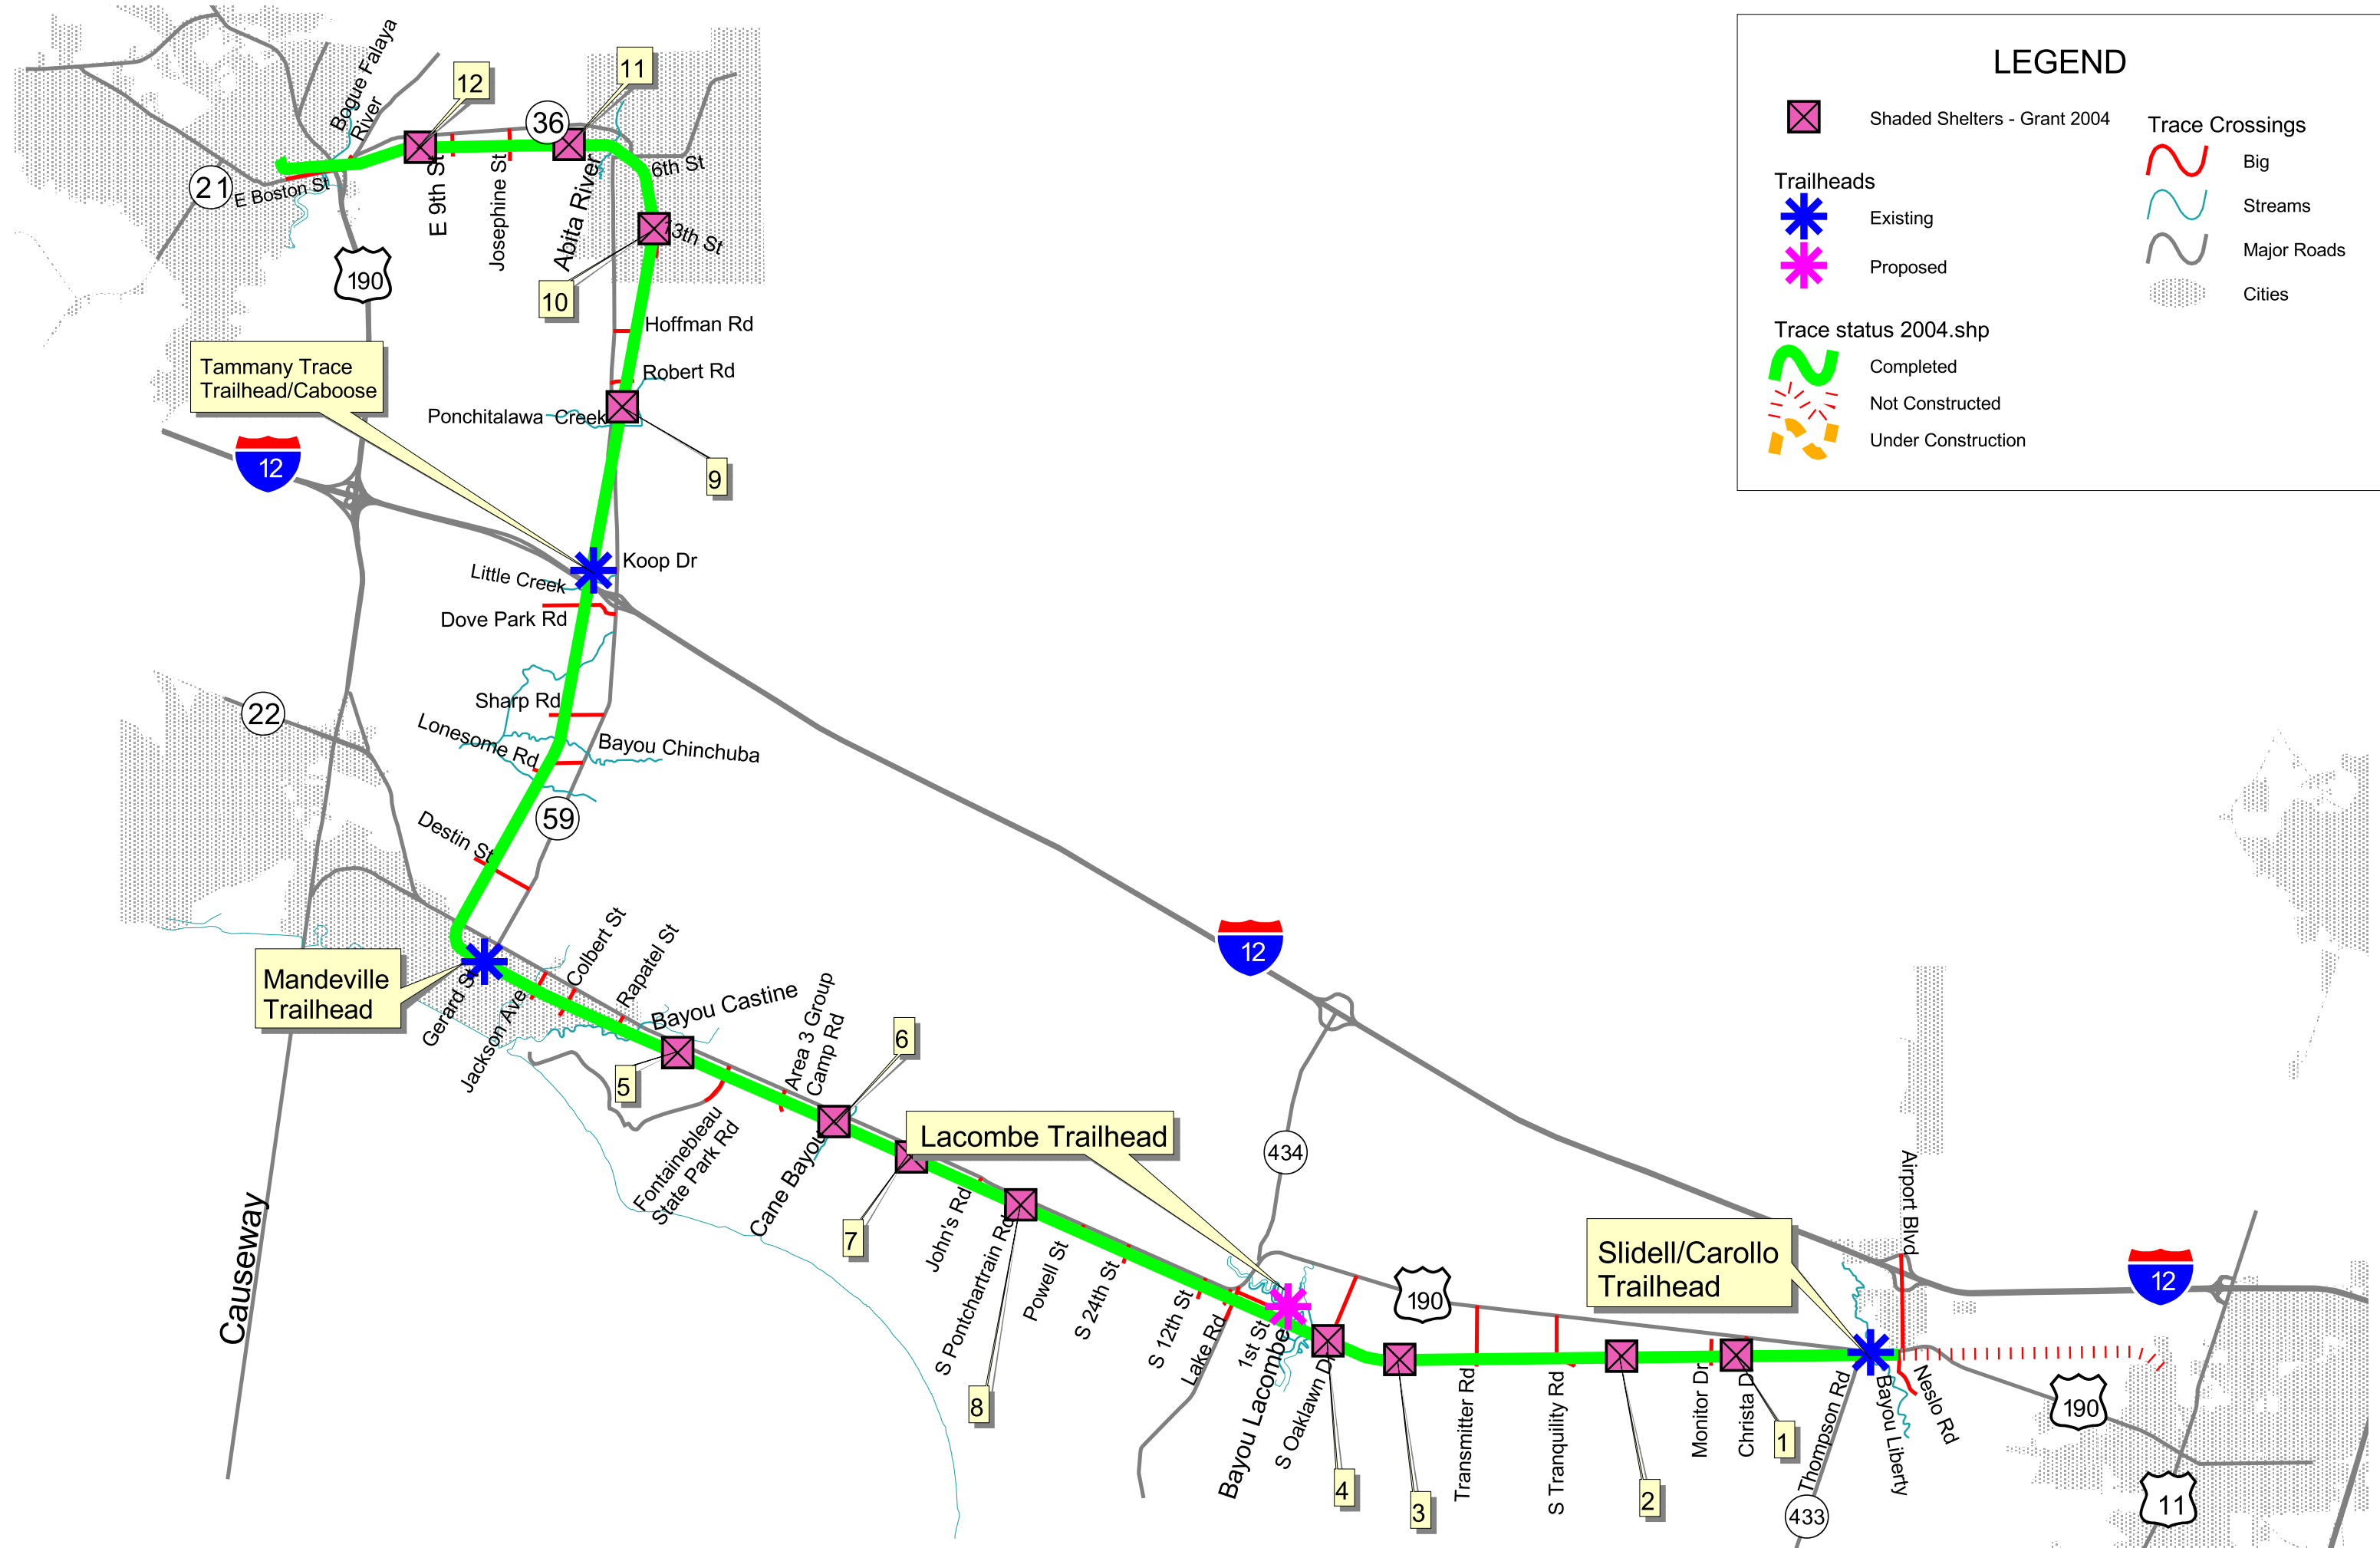 LEGEND
Shaded Shelters - Grant 2004
Trailheads
Existing
Proposed
Trace status 2004.shp
Completed
Not Constructed
Under Construction
Trace Crossings
Big
Streams
Major Roads
Cities
Bogue Falaya
River
12
11
36
21
E Boston St
E 9th St
Josephine St
Abita River
6th St
13th St
190
10
Hoffman Rd
Tammany Trace
Trailhead/Caboose
Robert Rd
Ponchitalawa Creek
12
9
Koop Dr
Little Creek
Dove Park Rd
22
Sharp Rd
Lonesome Rd
Bayou Chinchuba
59
Destin St
Mandeville
Trailhead
Gerard St
Jackson Ave
Colbert St
Rapatel St
Bayou Castine
5
Area 3 Group
Camp Rd
6
Fontainebleau
State Park Rd
Cane Bayou
7
Lacombe Trailhead
John's Rd
S Pontchartrain Rd
8
Powell St
S 24th St
S 12th St
Lake Rd
1st St
Bayou Lacombe
S Oaklawn Dr
12
434
190
4
3
Transmitter Rd
S Tranquility Rd
2
Monitor Dr
Christa Dr
1
Slidell/Carollo
Trailhead
Airport Blvd
Thompson Rd
Bayou Liberty
Neslo Rd
433
12
190
11
Causeway